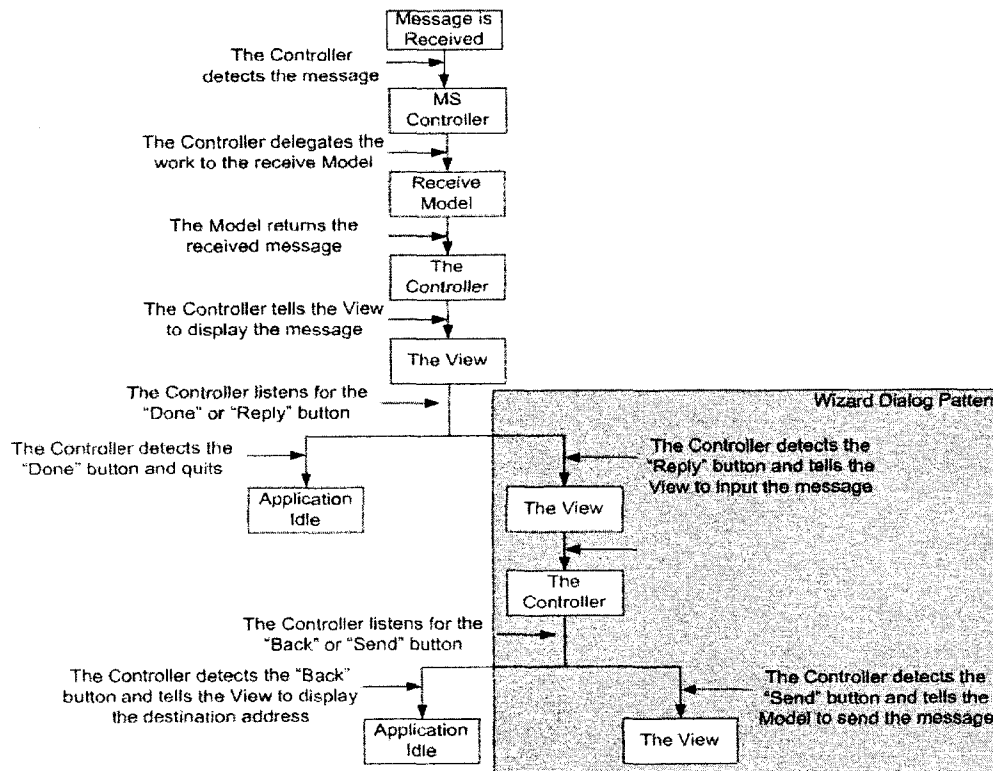 Message is
Received
The Controller
detects the message
MS
Controller
The Controller delegates the
work to the receive Model
Receive
Model
The Model returns the
received message
The
Controller
The Controller tells the View
to display the message
The View
The Controller listens for the
“Done” or “Reply” button
Wizard Dialog Pattern
The Controller detects the
“Done” button and quits
Application
Idle
The Controller detects the
“Reply” button and tells the
View to Input the message
The View
The
Controller
The Controller listens for the
“Back” or “Send” button
The Controller detects the “Back”
button and tells the View to display
the destination address
Application
Idle
The Controller detects the
“Send” button and tells the
Model to send the message
The View